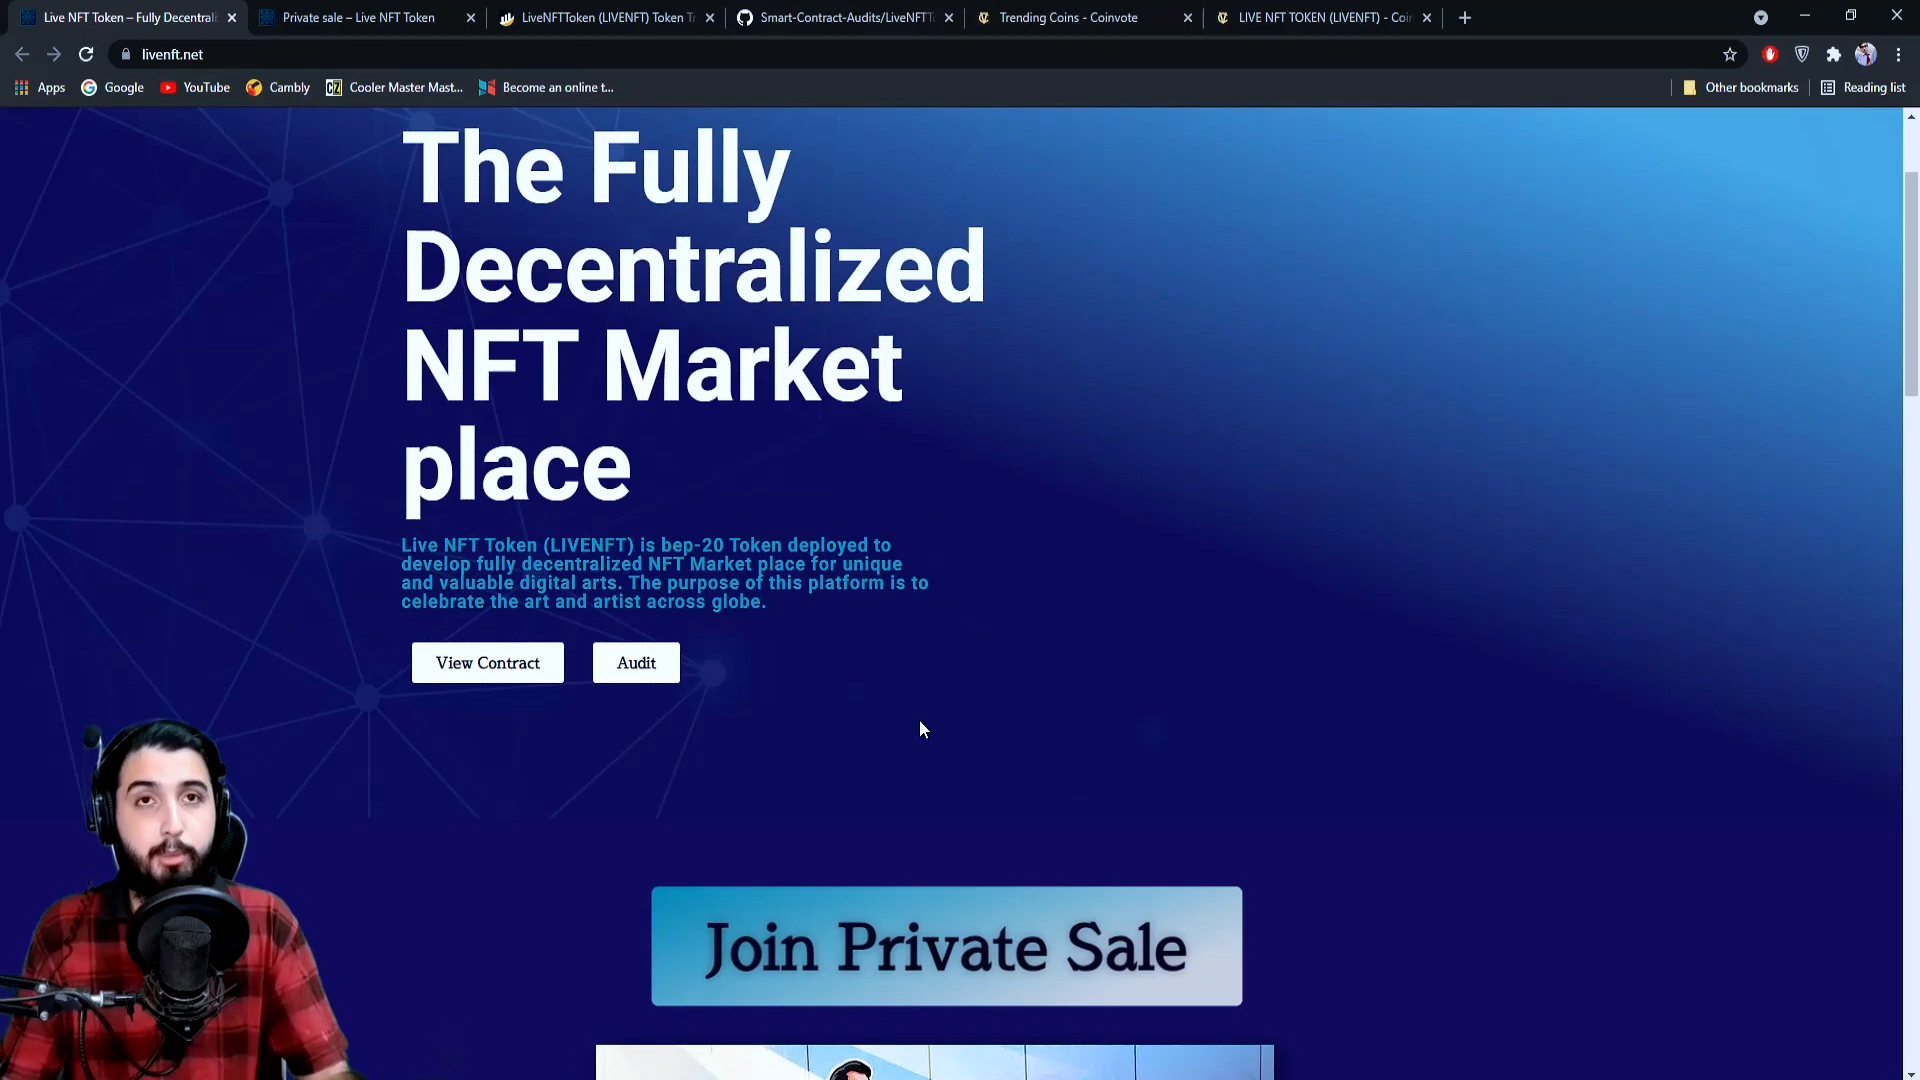 Live NFT Token – Fully Decentrali
Private sale – Live NFT Token
LiveNFTToken (LIVENFT) Token Tr
Smart-Contract-Audits/LiveNFTTo
Trending Coins - Coinvote
LIVE NFT TOKEN (LIVENFT) - Coin
livenft.net
Apps
Google
YouTube
Cambly
Cooler Master Mast...
Become an online t...
Other bookmarks
Reading list
The Fully
Decentralized
NFT Market
place
Live NFT Token (LIVENFT) is bep-20 Token deployed to
develop fully decentralized NFT Market place for unique
and valuable digital arts. The purpose of this platform is to
celebrate the art and artist across globe.
View Contract
Audit
Join Private Sale